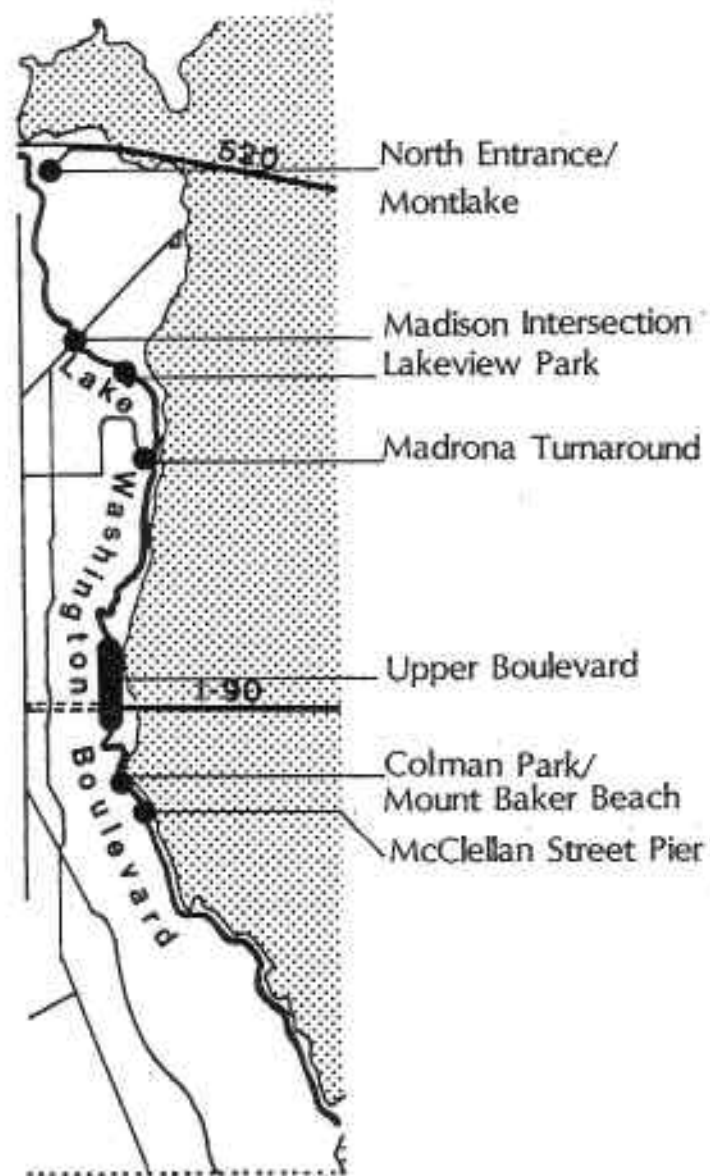 520
North Entrance/
Montlake
Madison Intersection
Lakeview Park
Lake
Madrona Turnaround
Washington
Upper Boulevard
I-90
Colman Park/
Mount Baker Beach
Boulevard
McClellan Street Pier